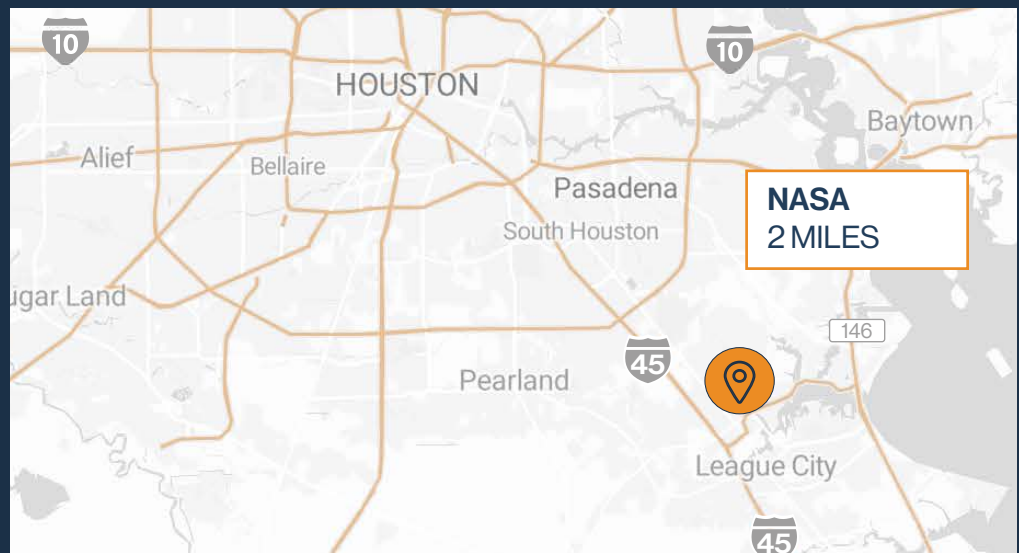 10
10
HOUSTON
Baytown
Alief
Bellaire
Pasadena
NASA
2 MILES
South Houston
ugar Land
146
45
Pearland
League City
45